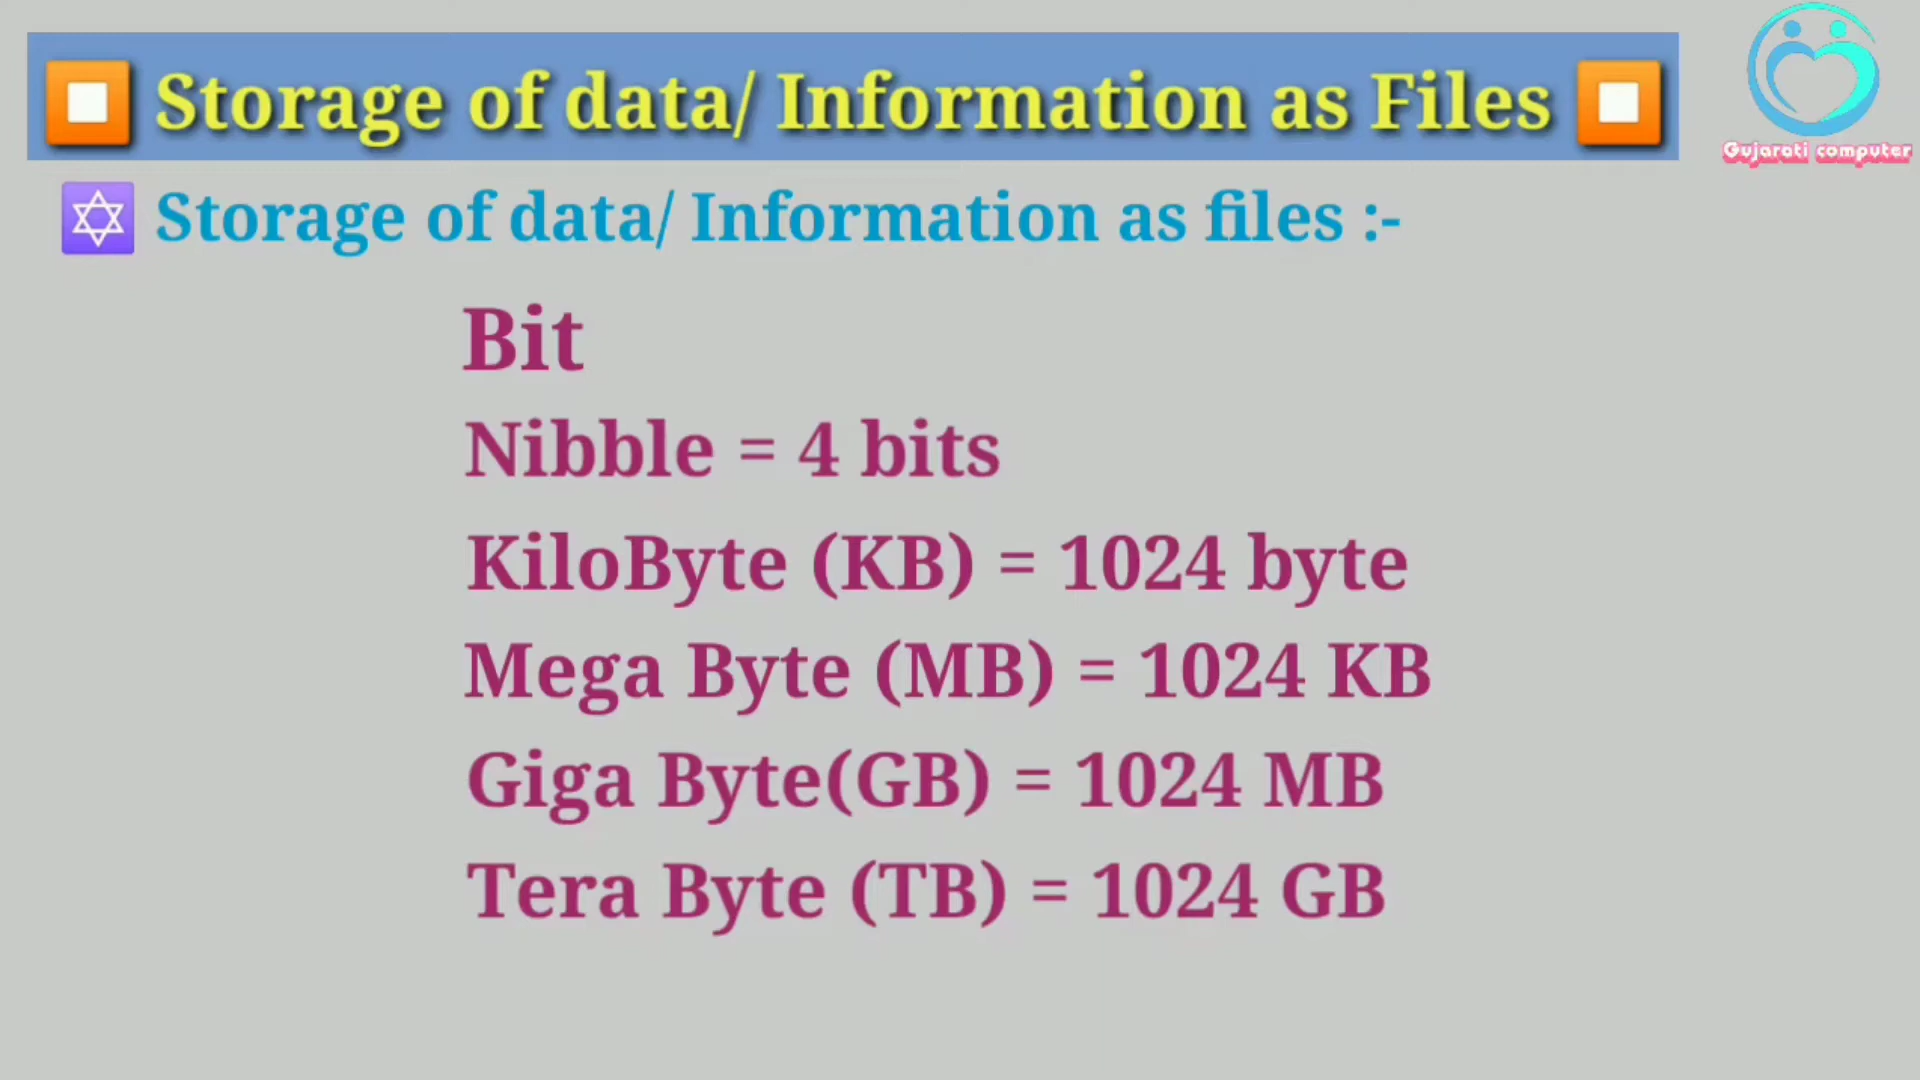 Storage of data/ Information as Files
Gujarati computer
Storage of data/ Information as files :-
Bit
Nibble = 4 bits
KiloByte (KB) = 1024 byte
Mega Byte (MB) = 1024 KB
Giga Byte(GB) = 1024 MB
Tera Byte (TB) = 1024 GB